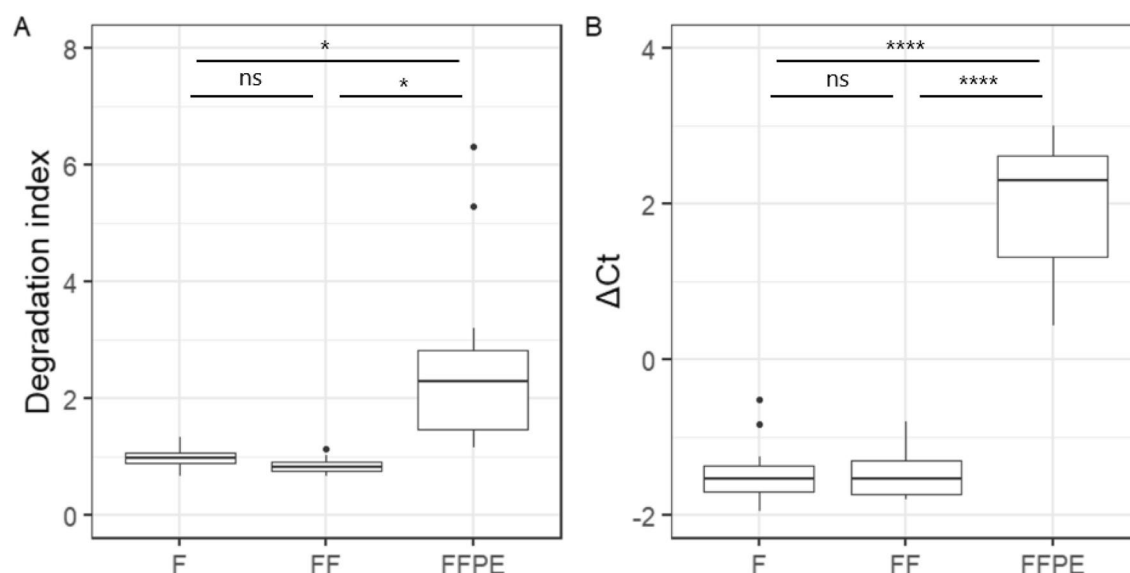 A
Degradation index
8
6
4
2
0
*
ns
*
F FF FFPE
B
ΔCt
4
2
0
-2
****
ns
****
F FF FFPE